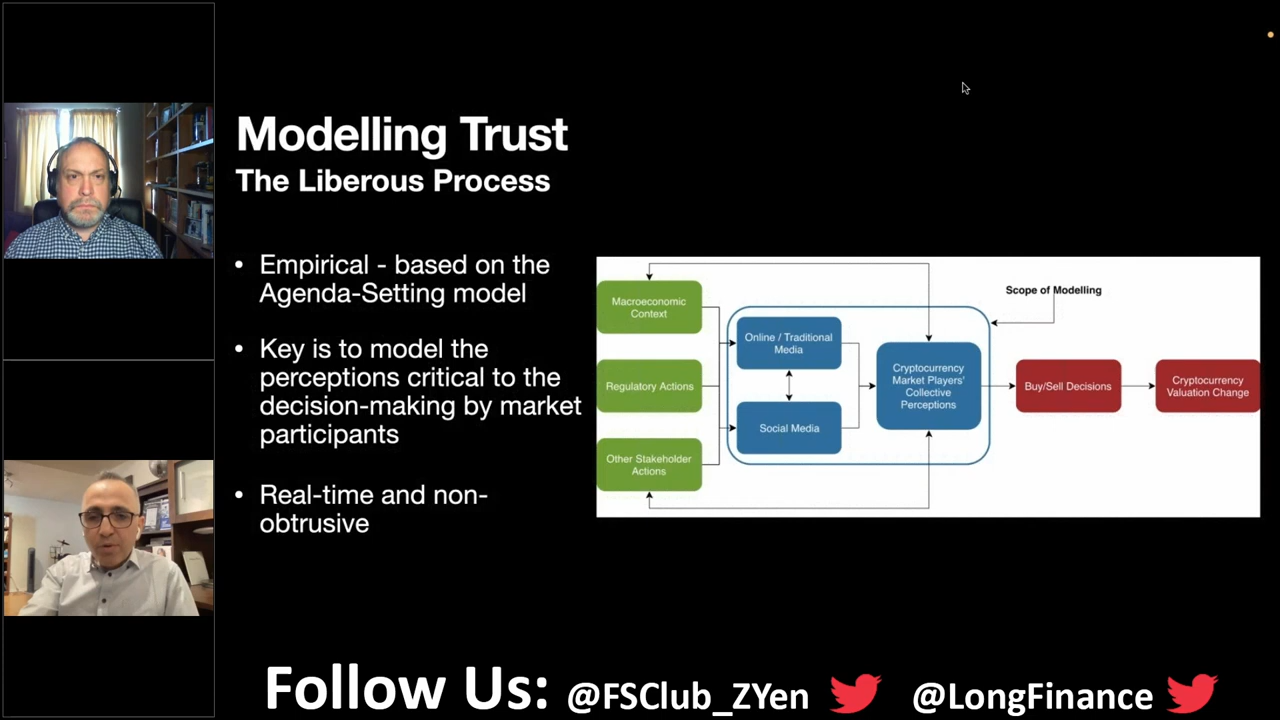 Modelling Trust
The Liberous Process
• Empirical - based on the
Agenda-Setting model
• Key is to model the
perceptions critical to the
decision-making by market
participants
• Real-time and non-
obtrusive
Scope of Modelling
Macroeconomic
Context
Regulatory Actions
Other Stakeholder
Actions
Online / Traditional
Media
Social Media
Cryptocurrency
Market Players'
Collective
Perceptions
Buy/Sell Decisions
Cryptocurrency
Valuation Change
Follow Us: @FSClub_ZYen @LongFinance